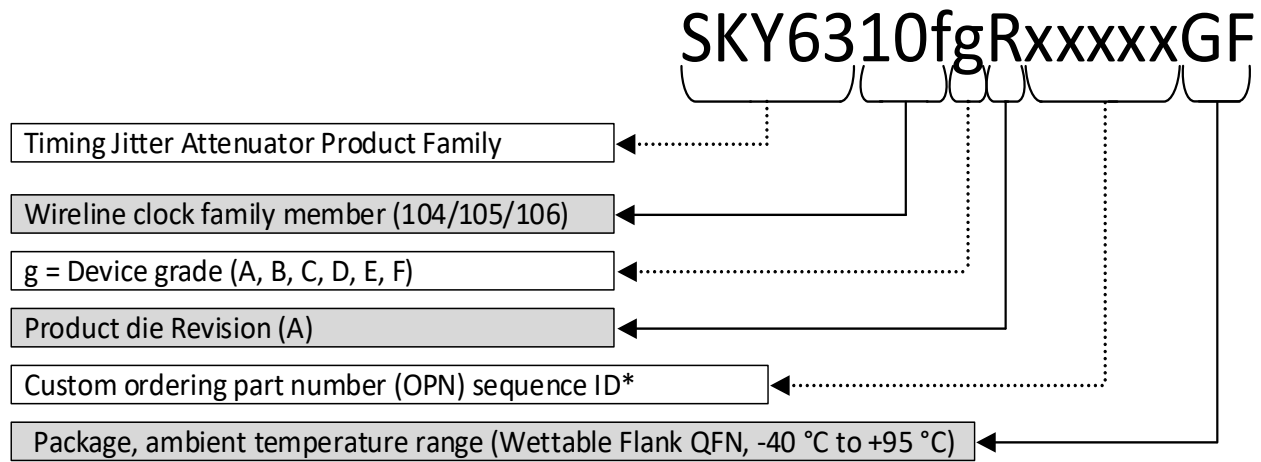 SKY6310fgRxxxxxGF
Timing Jitter Attenuator Product Family
Wireline clock family member (104/105/106)
g = Device grade (A, B, C, D, E, F)
Product die Revision (A)
Custom ordering part number (OPN) sequence ID*
Package, ambient temperature range (Wettable Flank QFN, -40 °C to +95 °C)